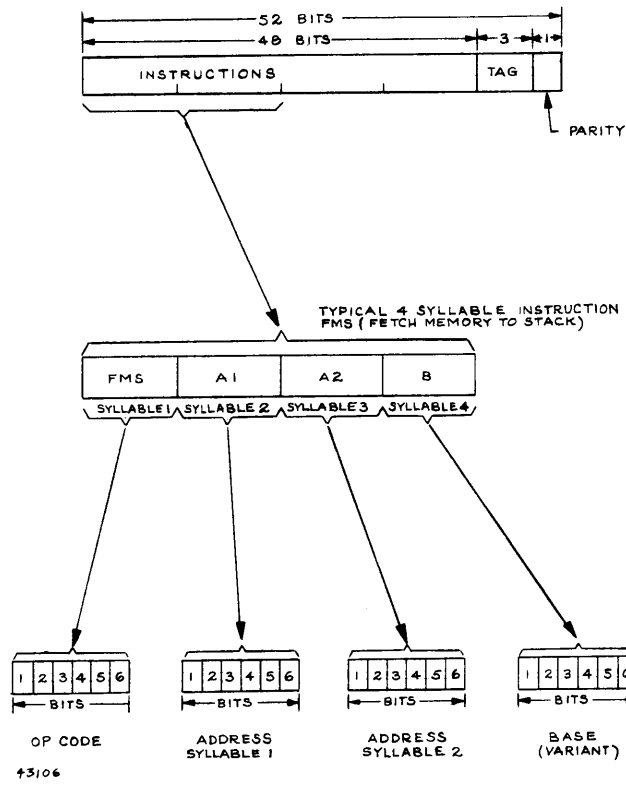 52 BITS
48 BITS 3 1
INSTRUCTIONS TAG
PARITY
TYPICAL 4 SYLLABLE INSTRUCTION
FMS (FETCH MEMORY TO STACK)
FMS A1 A2 B
SYLLABLE 1 SYLLABLE 2 SYLLABLE 3 SYLLABLE 4
1 2 3 4 5 6 1 2 3 4 5 6 1 2 3 4 5 6 1 2 3 4 5 6
BITS BITS BITS BITS
OP CODE ADDRESS SYLLABLE 1 ADDRESS SYLLABLE 2 BASE (VARIANT)
43106